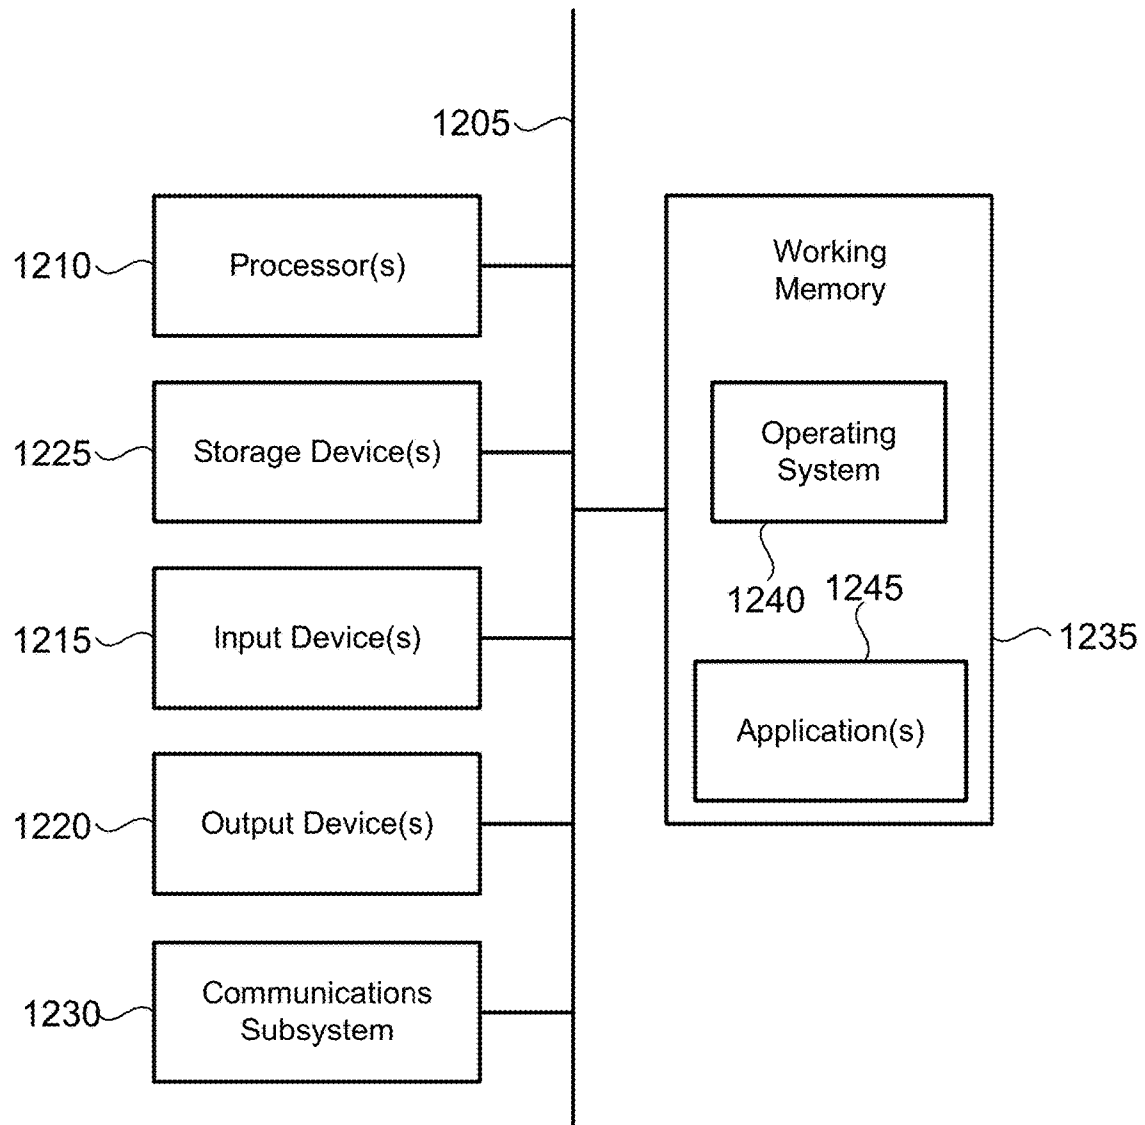 1205
1210
Processor(s)
Working
Memory
1225
Storage Device(s)
Operating
System
1240
1245
1215
Input Device(s)
1235
Application(s)
1220
Output Device(s)
1230
Communications
Subsystem